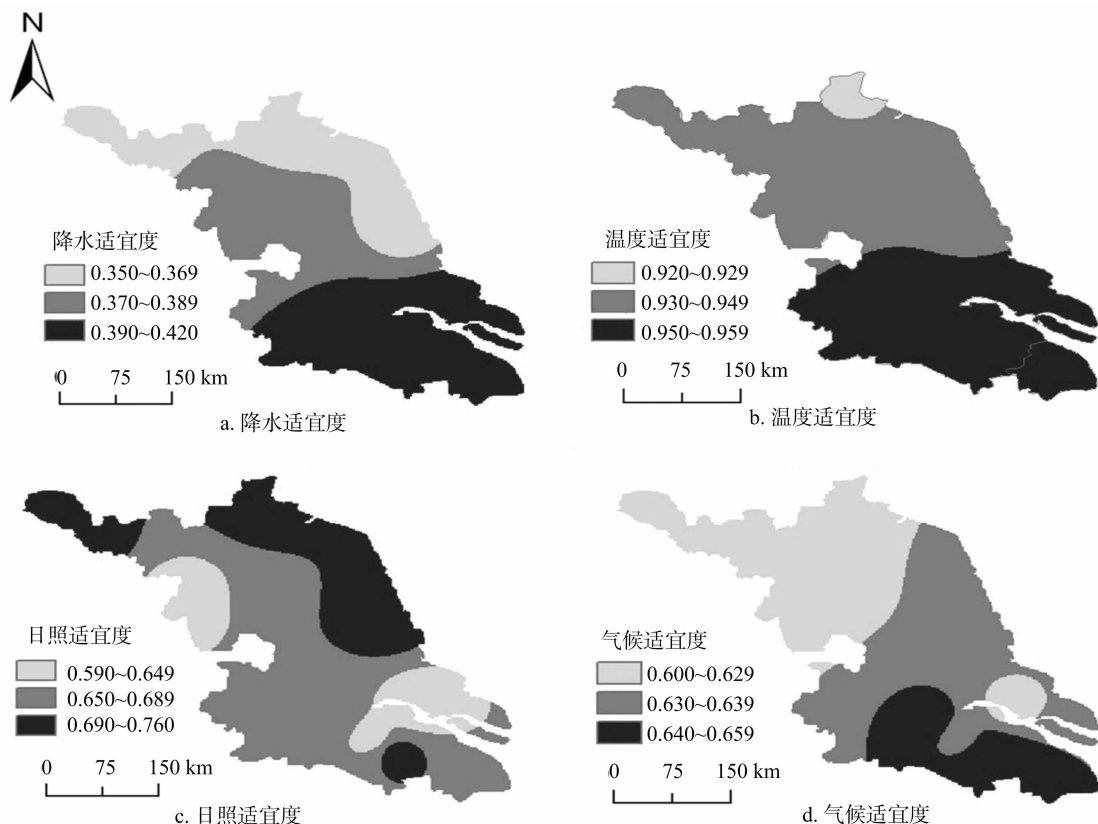 N
降水适宜度
0.350~0.369
0.370~0.389
0.390~0.420
0 75 150 km
a. 降水适宜度
温度适宜度
0.920~0.929
0.930~0.949
0.950~0.959
0 75 150 km
b. 温度适宜度
日照适宜度
0.590~0.649
0.650~0.689
0.690~0.760
0 75 150 km
c. 日照适宜度
气候适宜度
0.600~0.629
0.630~0.639
0.640~0.659
0 75 150 km
d. 气候适宜度